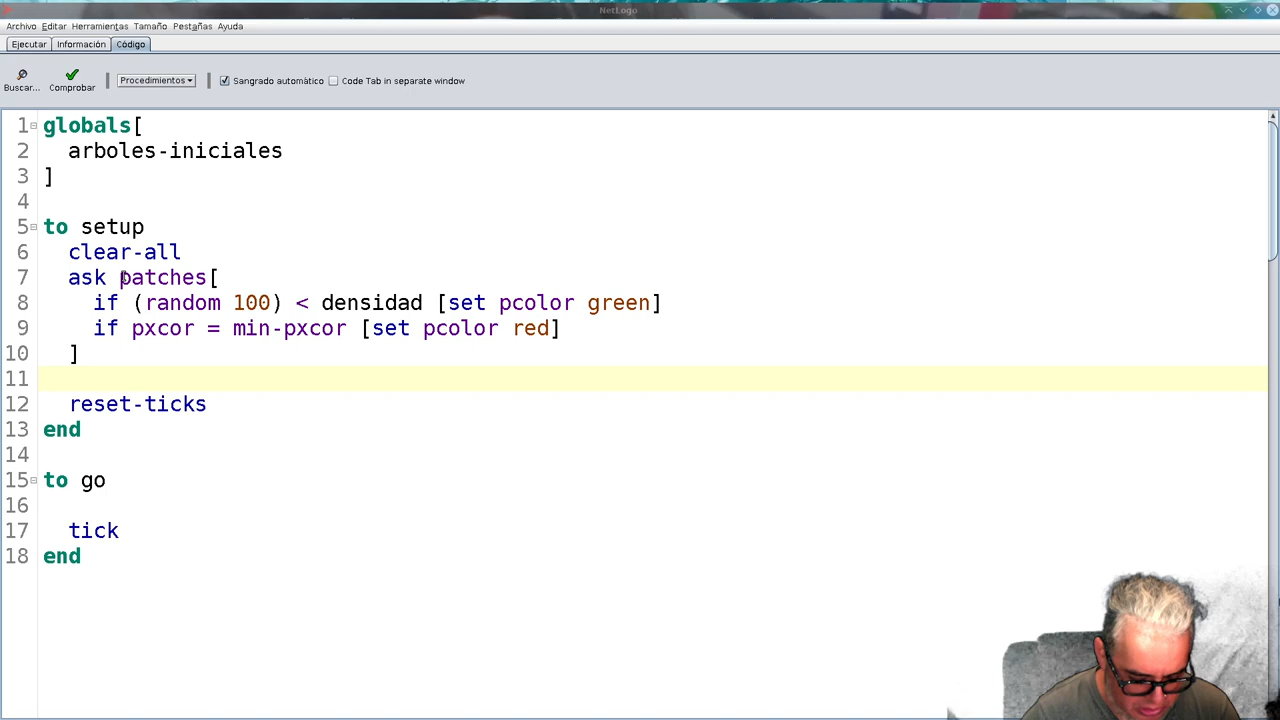 NetLogo
Archivo Editar Herramientas Tamaño Pestañas Ayuda
Ejecutar Información Código
Buscar... Comprobar Procedimientos Sangrado automático Code Tab in separate window
1 globals[
2 arboles-iniciales
3 ]
4
5 to setup
6 clear-all
7 ask patches[
8 if (random 100) < densidad [set pcolor green]
9 if pxcor = min-pxcor [set pcolor red]
10 ]
11
12 reset-ticks
13 end
14
15 to go
16
17 tick
18 end